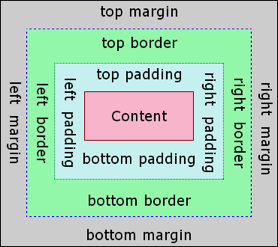 top margin
top border
top padding
left margin
left border
left padding
Content
right padding
right border
right margin
bottom padding
bottom border
bottom margin